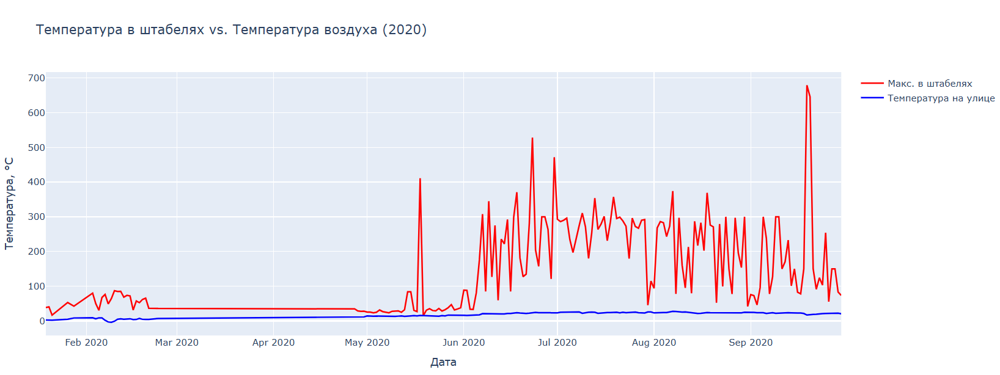 Температура в штабелях vs. Температура воздуха (2020)
Макс. в штабелях
Температура на улице
Температура, °C
700
600
500
400
300
200
100
0
Feb 2020
Mar 2020
Apr 2020
May 2020
Jun 2020
Jul 2020
Aug 2020
Sep 2020
Дата